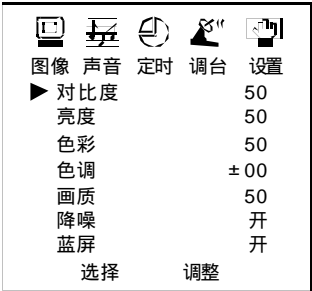 图像 声音 定时 调台 设置
▶ 对比度 50
亮度 50
色彩 50
色调 ±00
画质 50
降噪 开
蓝屏 开
选择 调整